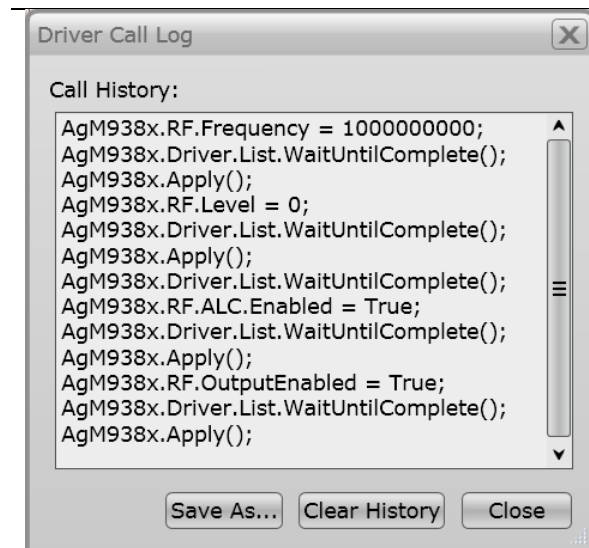 Driver Call Log
Call History:
AgM938x.RF.Frequency = 1000000000;
AgM938x.Driver.List.WaitUntilComplete();
AgM938x.Apply();
AgM938x.RF.Level = 0;
AgM938x.Driver.List.WaitUntilComplete();
AgM938x.Apply();
AgM938x.Driver.List.WaitUntilComplete();
AgM938x.RF.ALC.Enabled = True;
AgM938x.Driver.List.WaitUntilComplete();
AgM938x.Apply();
AgM938x.RF.OutputEnabled = True;
AgM938x.Driver.List.WaitUntilComplete();
AgM938x.Apply();
Save As... Clear History Close